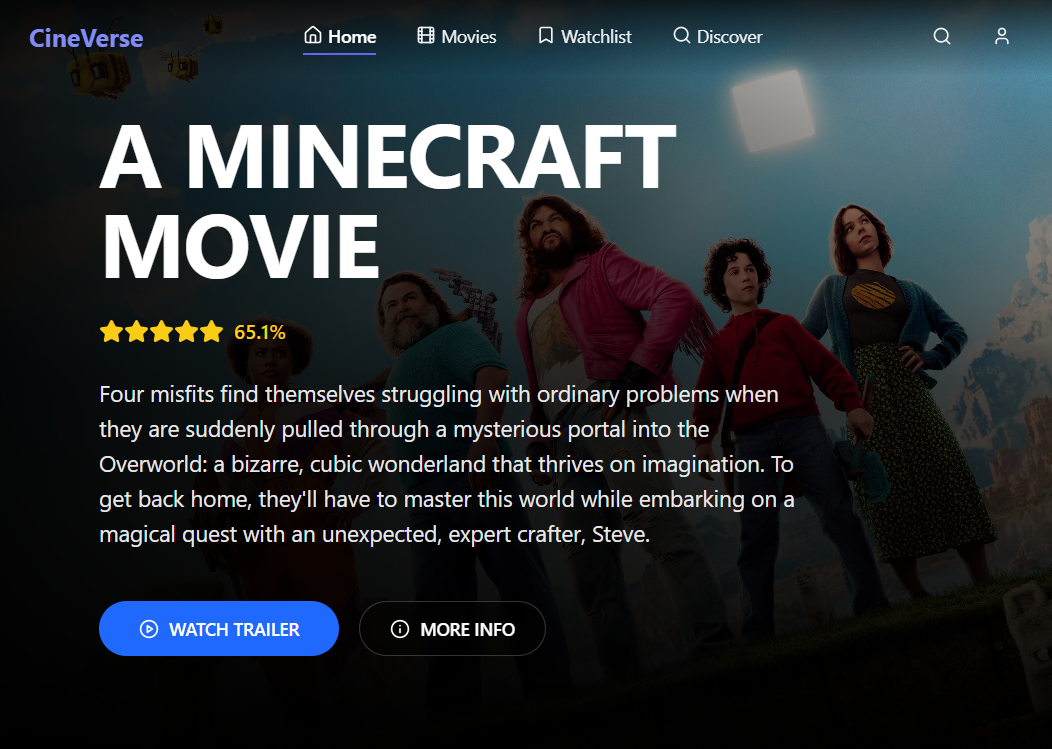 CineVerse
Home
Movies
Watchlist
Discover
A MINECRAFT
MOVIE
65.1%
Four misfits find themselves struggling with ordinary problems when
they are suddenly pulled through a mysterious portal into the
Overworld: a bizarre, cubic wonderland that thrives on imagination. To
get back home, they'll have to master this world while embarking on a
magical quest with an unexpected, expert crafter, Steve.
WATCH TRAILER
MORE INFO